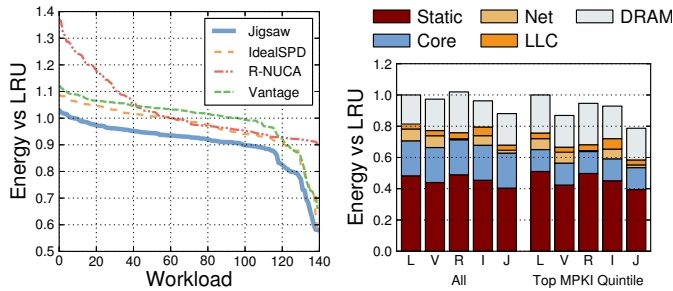 Energy vs LRU
1.4
1.3
1.2
1.1
1.0
0.9
0.8
0.7
0.6
0.5
0 20 40 60 80 100 120 140
Workload
Jigsaw
IdealSPD
R-NUCA
Vantage
Static Net DRAM
Core LLC
Energy vs LRU
1.2
1.0
0.8
0.6
0.4
0.2
0.0
L V R I J L V R I J
All Top MPKI Quintile